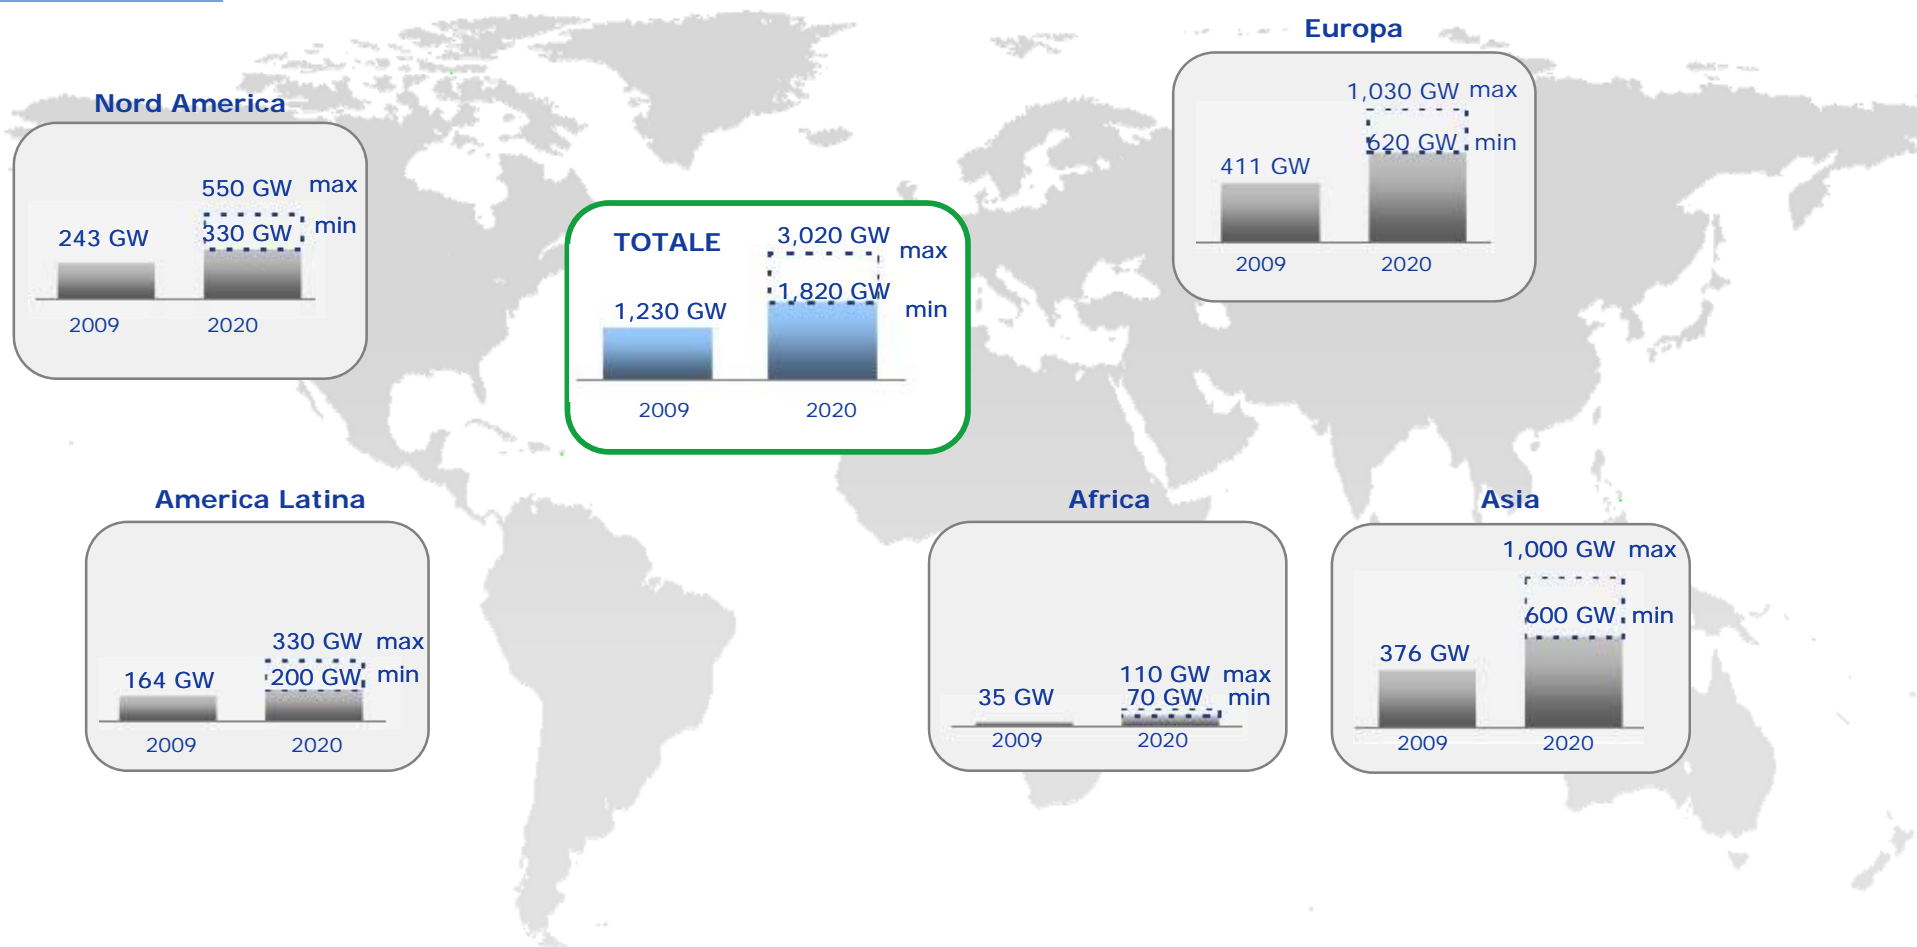 Europa
1,030 GW max
620 GW min
411 GW
2009 2020
Nord America
550 GW max
330 GW min
243 GW
2009 2020
TOTALE
3,020 GW max
1,820 GW min
1,230 GW
2009 2020
America Latina
330 GW max
200 GW min
164 GW
2009 2020
Africa
110 GW max
70 GW min
35 GW
2009 2020
Asia
1,000 GW max
600 GW min
376 GW
2009 2020